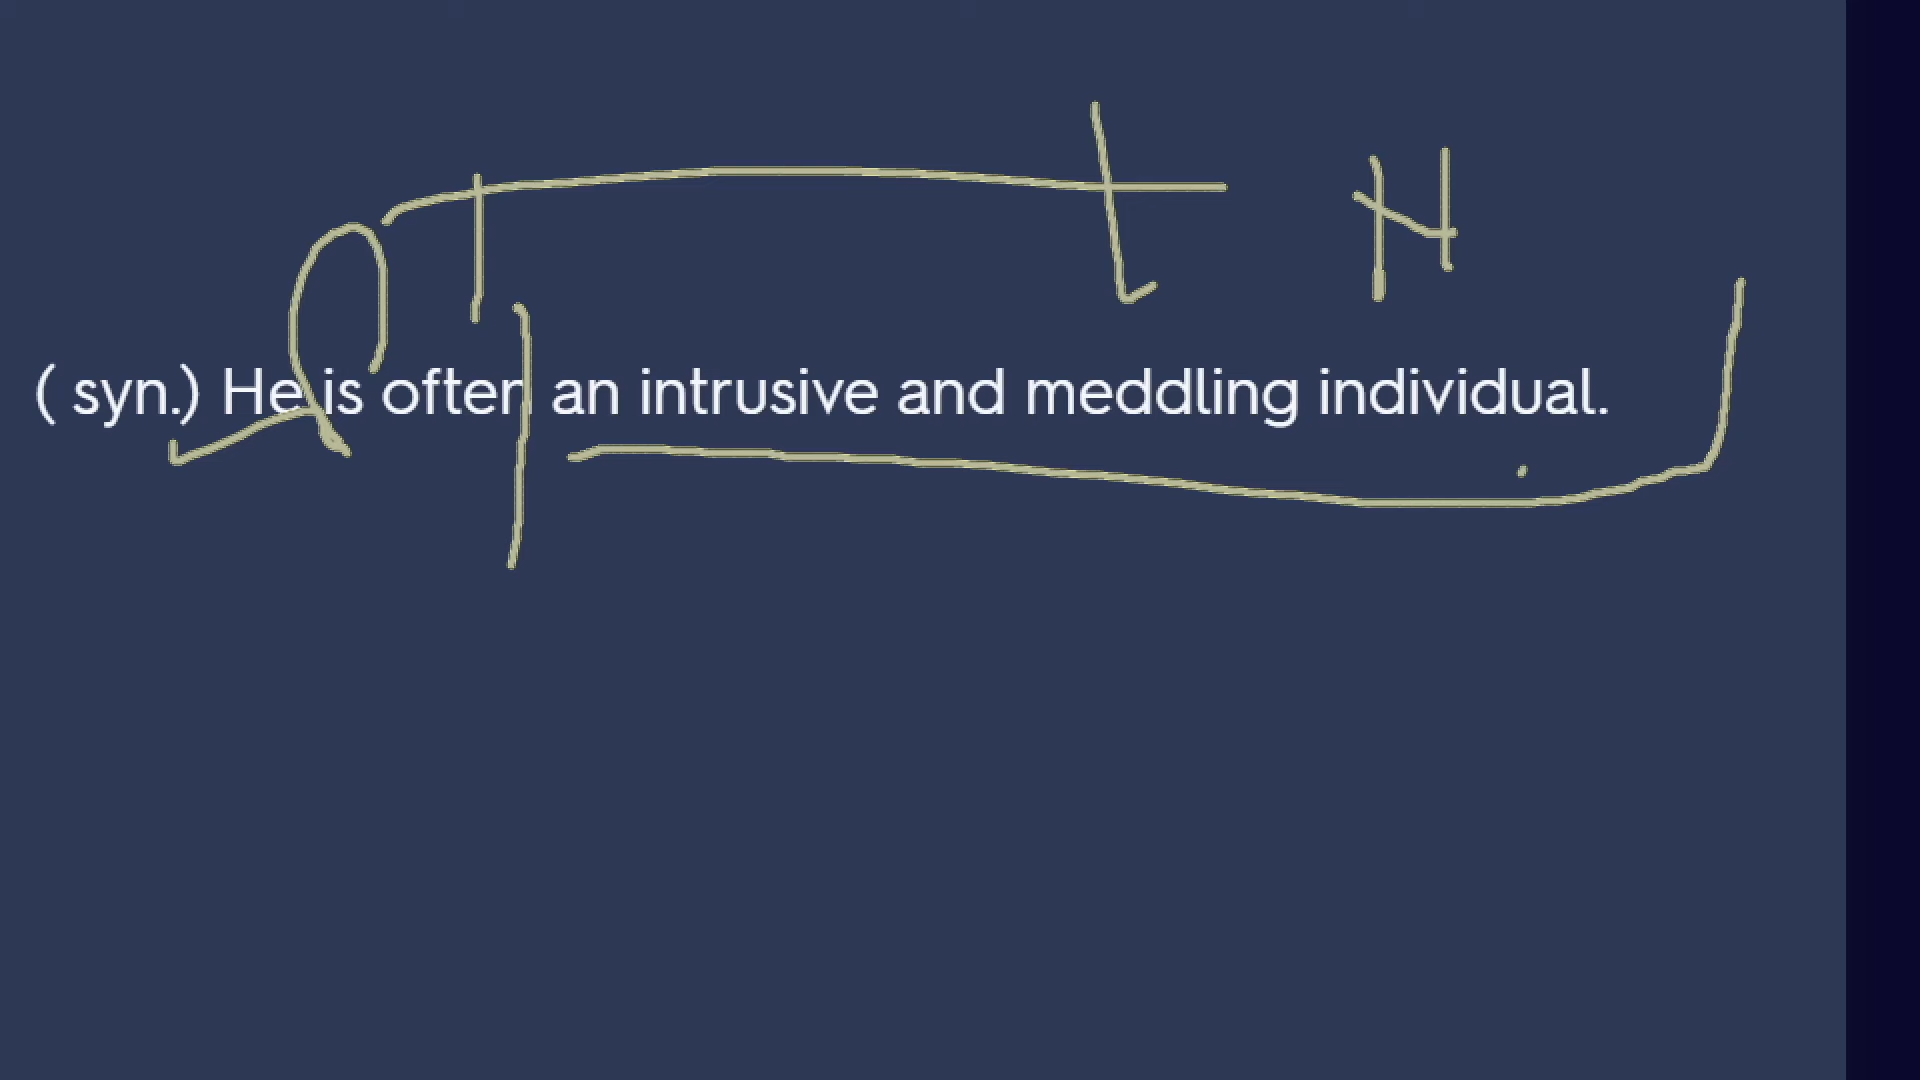 ( syn.) He is often an intrusive and meddling individual.